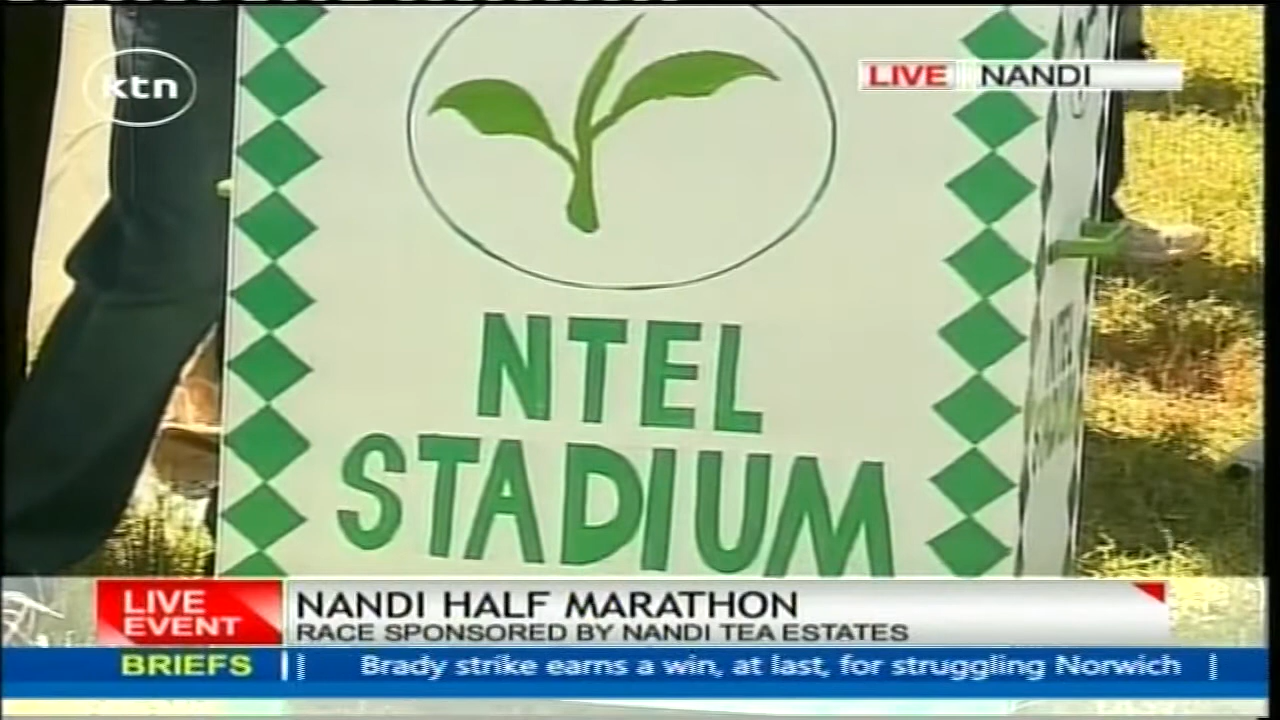 ktn
LIVE NANDI
NTEL
STADIUM
LIVE EVENT
NANDI HALF MARATHON
RACE SPONSORED BY NANDI TEA ESTATES
BRIEFS Brady strike earns a win, at last, for struggling Norwich